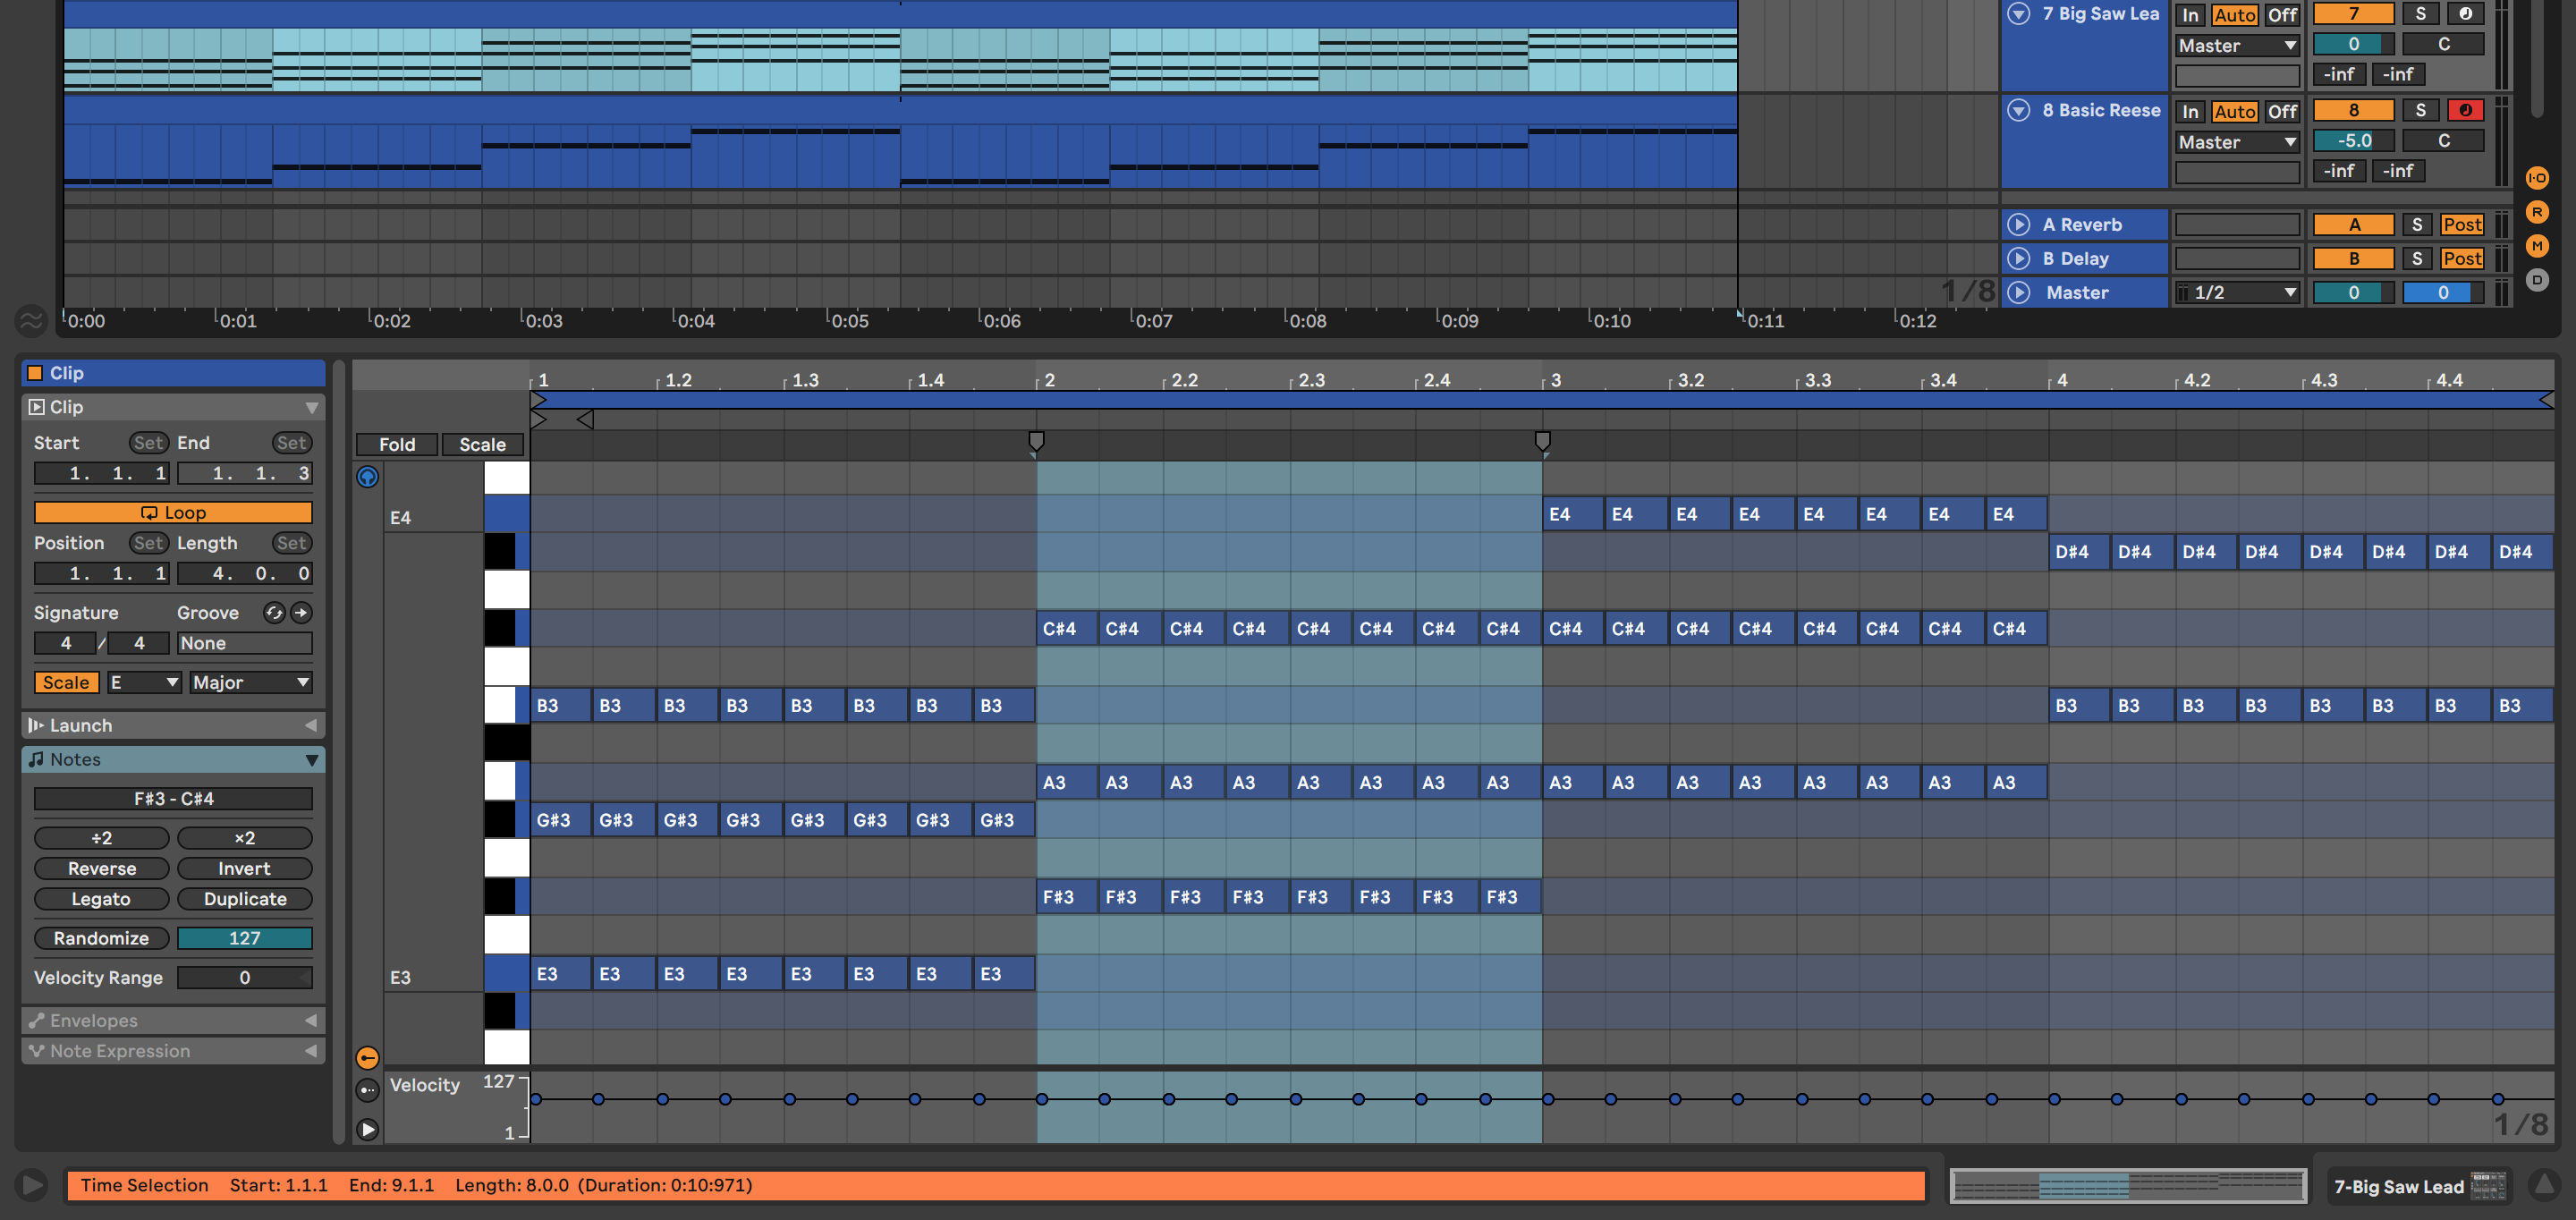 7 Big Saw Lea In Auto Off 7 S
Master 0 C
-inf -inf
8 Basic Reese In Auto Off 8 S
Master -5.0 C
-inf -inf
I·O
A Reverb A S Post
R
B Delay B S Post
M
D
1/8 Master 1/2 0 0
0:00 0:01 0:02 0:03 0:04 0:05 0:06 0:07 0:08 0:09 0:10 0:11 0:12
Clip
1 1.2 1.3 1.4 2 2.2 2.3 2.4 3 3.2 3.3 3.4 4 4.2 4.3 4.4
Clip
Start Set End Set
Fold Scale
1. 1. 1 1. 1. 3
Loop
E4 E4 E4 E4 E4 E4 E4 E4 E4
Position Set Length Set
D#4 D#4 D#4 D#4 D#4 D#4 D#4 D#4
1. 1. 1 4. 0. 0
Signature Groove
C#4 C#4 C#4 C#4 C#4 C#4 C#4 C#4 C#4 C#4 C#4 C#4 C#4 C#4 C#4 C#4
4 / 4 None
Scale E Major
B3 B3 B3 B3 B3 B3 B3 B3 B3 B3 B3 B3 B3 B3 B3 B3
Launch
Notes
A3 A3 A3 A3 A3 A3 A3 A3 A3 A3 A3 A3 A3 A3 A3 A3
F#3 - C#4
G#3 G#3 G#3 G#3 G#3 G#3 G#3 G#3
÷2 ×2
Reverse Invert
Legato Duplicate
F#3 F#3 F#3 F#3 F#3 F#3 F#3 F#3
Randomize 127
Velocity Range 0
E3 E3 E3 E3 E3 E3 E3 E3 E3
Envelopes
Note Expression
Velocity 127
1
1/8
Time Selection Start: 1.1.1 End: 9.1.1 Length: 8.0.0 (Duration: 0:10:971)
7-Big Saw Lead